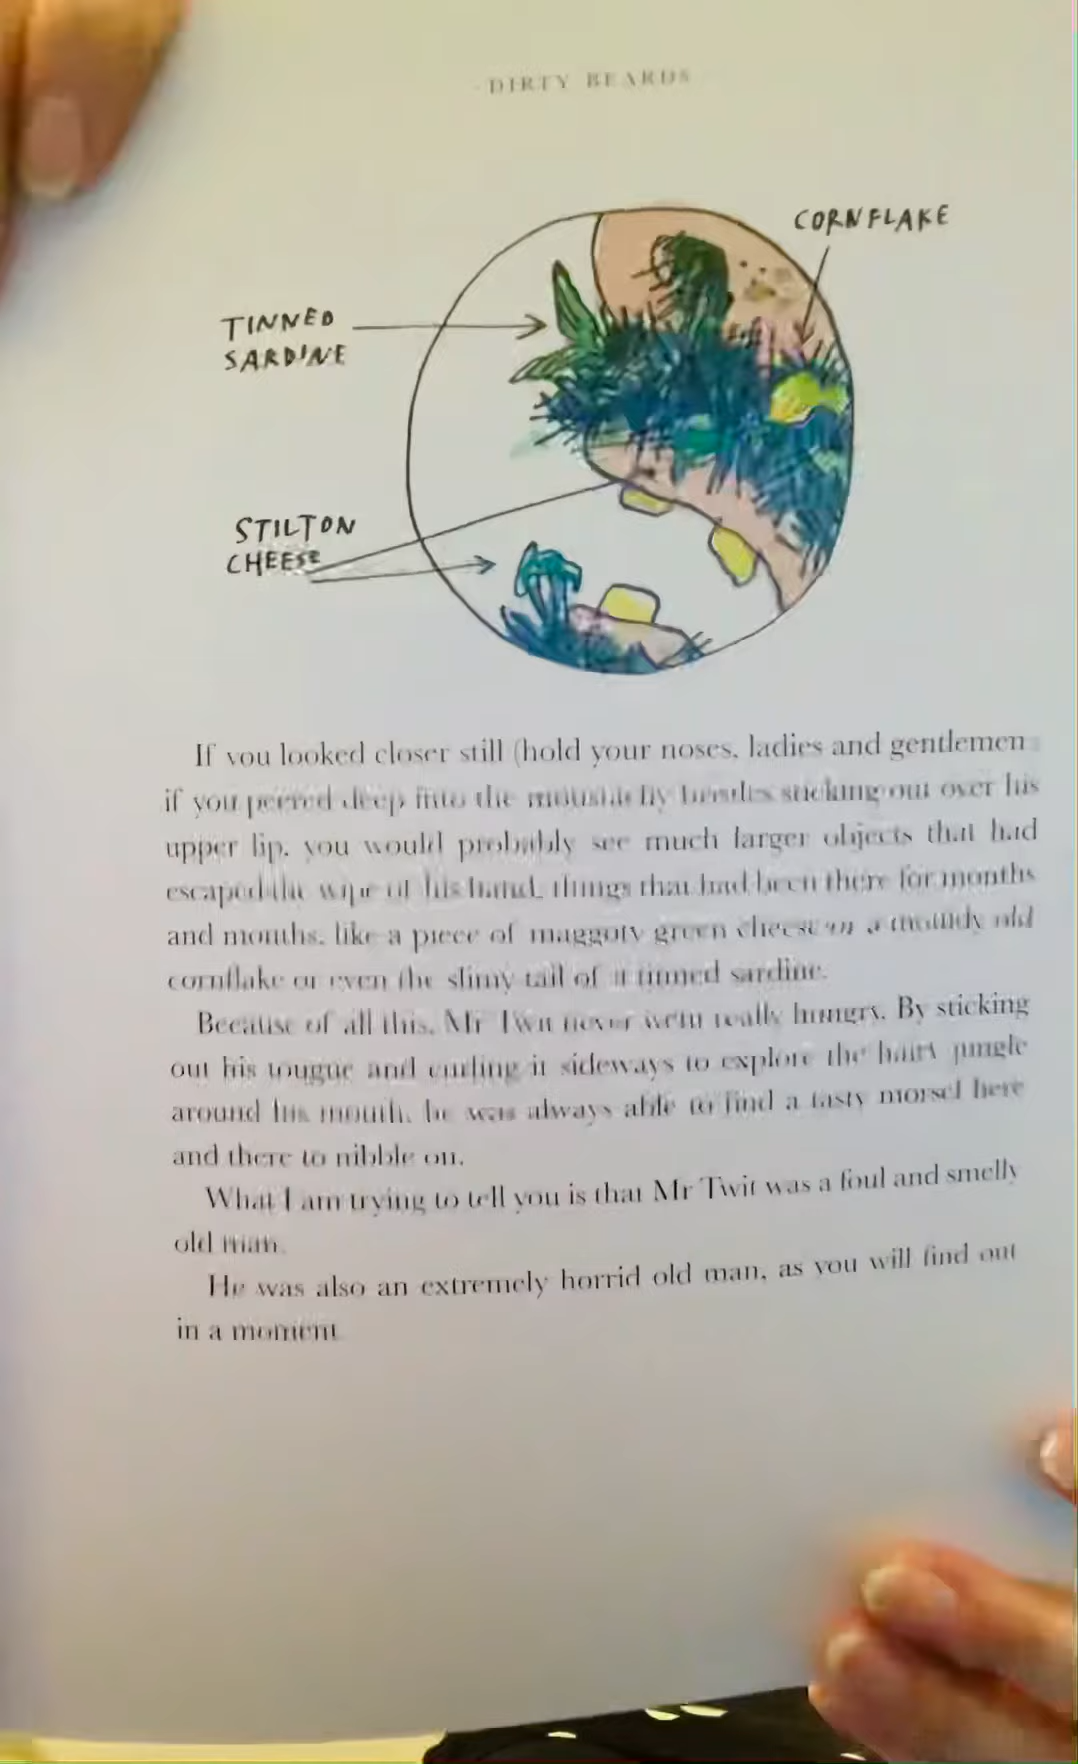 DIRTY BEARDS
CORNFLAKE
TINNED
SARDINE
STILTON
CHEESE
If you looked closer still (hold your noses, ladies and gentlemen
if you peered deep into the moustachy bristles sticking out over his
upper lip, you would probably see much larger objects that had
escaped the wipe of his hand, things that had been there for months
and months, like a piece of maggoty green cheese or a mouldy old
cornflake or even the slimy tail of a tinned sardine.
Because of all this, Mr Twit never went really hungry. By sticking
out his tongue and curling it sideways to explore the hairy jungle
around his mouth, he was always able to find a tasty morsel here
and there to nibble on.
What I am trying to tell you is that Mr Twit was a foul and smelly
old man.
He was also an extremely horrid old man, as you will find out
in a moment